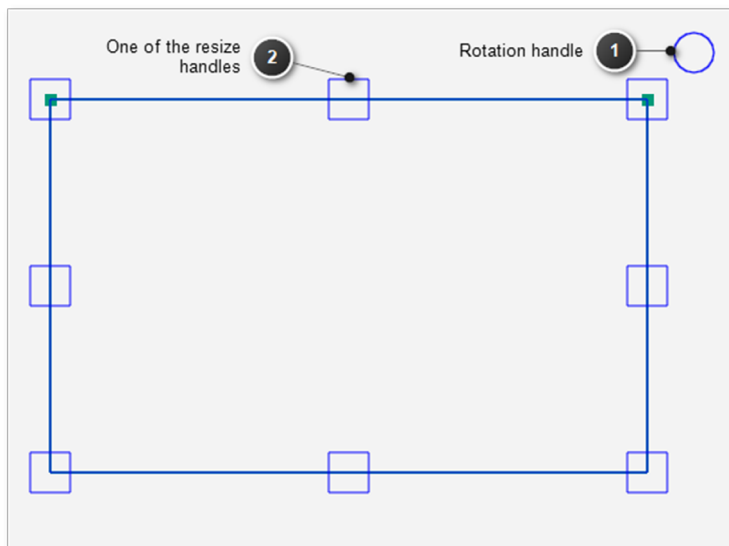 One of the resize
handles
2
Rotation handle
1